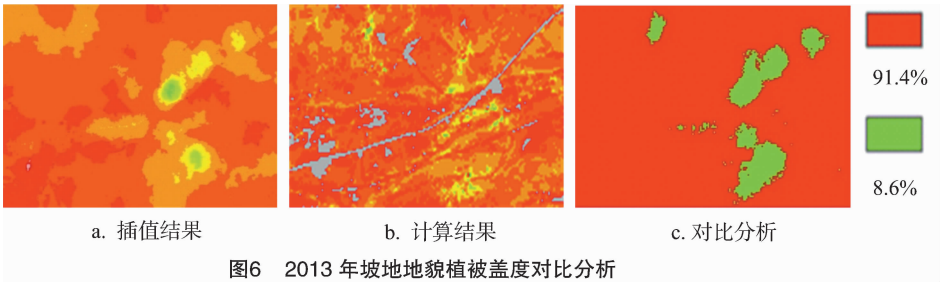 91.4%
8.6%
a. 插值结果
b. 计算结果
c. 对比分析
图6 2013 年坡地地貌植被盖度对比分析